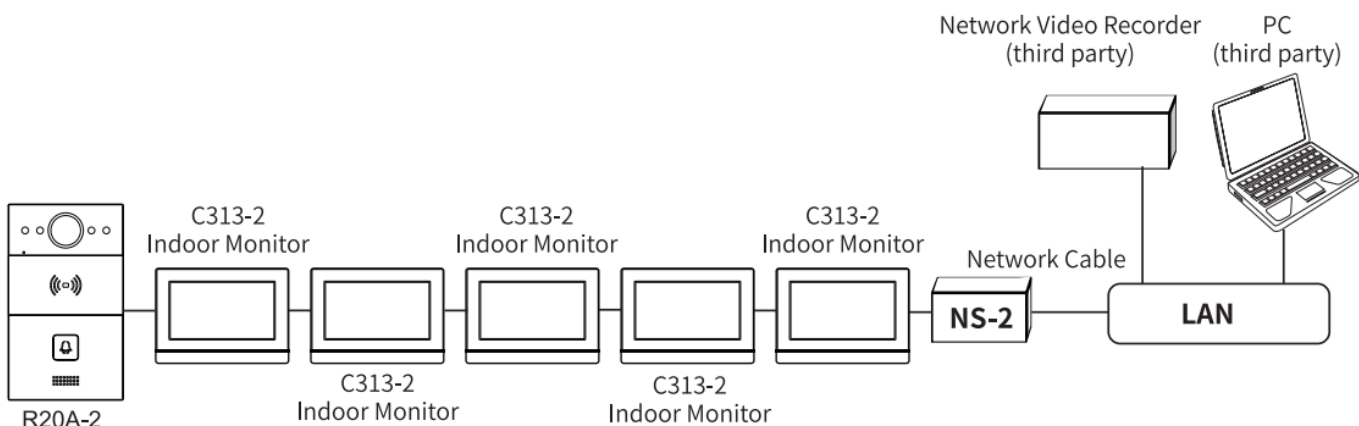 Network Video Recorder
(third party)
PC
(third party)
C313-2
Indoor Monitor
C313-2
Indoor Monitor
C313-2
Indoor Monitor
Network Cable
NS-2
LAN
C313-2
Indoor Monitor
C313-2
Indoor Monitor
R20A-2